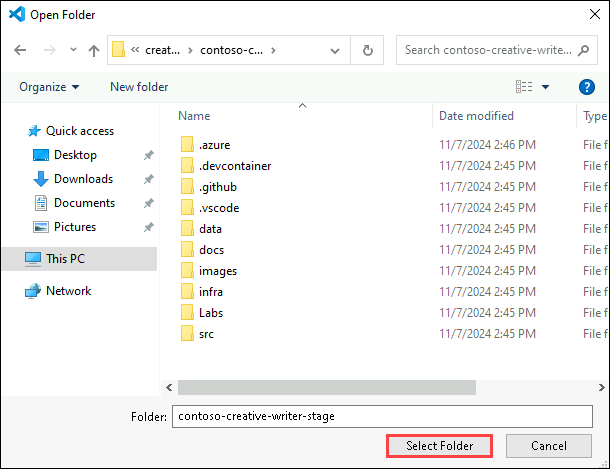 Open Folder
creat... contoso-c...
Search contoso-creative-write...
Organize New folder
Name Date modified Type
Quick access
Desktop
Downloads
Documents
Pictures
This PC
Network
.azure 11/7/2024 2:46 PM File f
.devcontainer 11/7/2024 2:45 PM File f
.github 11/7/2024 2:45 PM File f
.vscode 11/7/2024 2:45 PM File f
data 11/7/2024 2:45 PM File f
docs 11/7/2024 2:45 PM File f
images 11/7/2024 2:45 PM File f
infra 11/7/2024 2:45 PM File f
Labs 11/7/2024 2:45 PM File f
src 11/7/2024 2:45 PM File f
Folder: contoso-creative-writer-stage
Select Folder Cancel